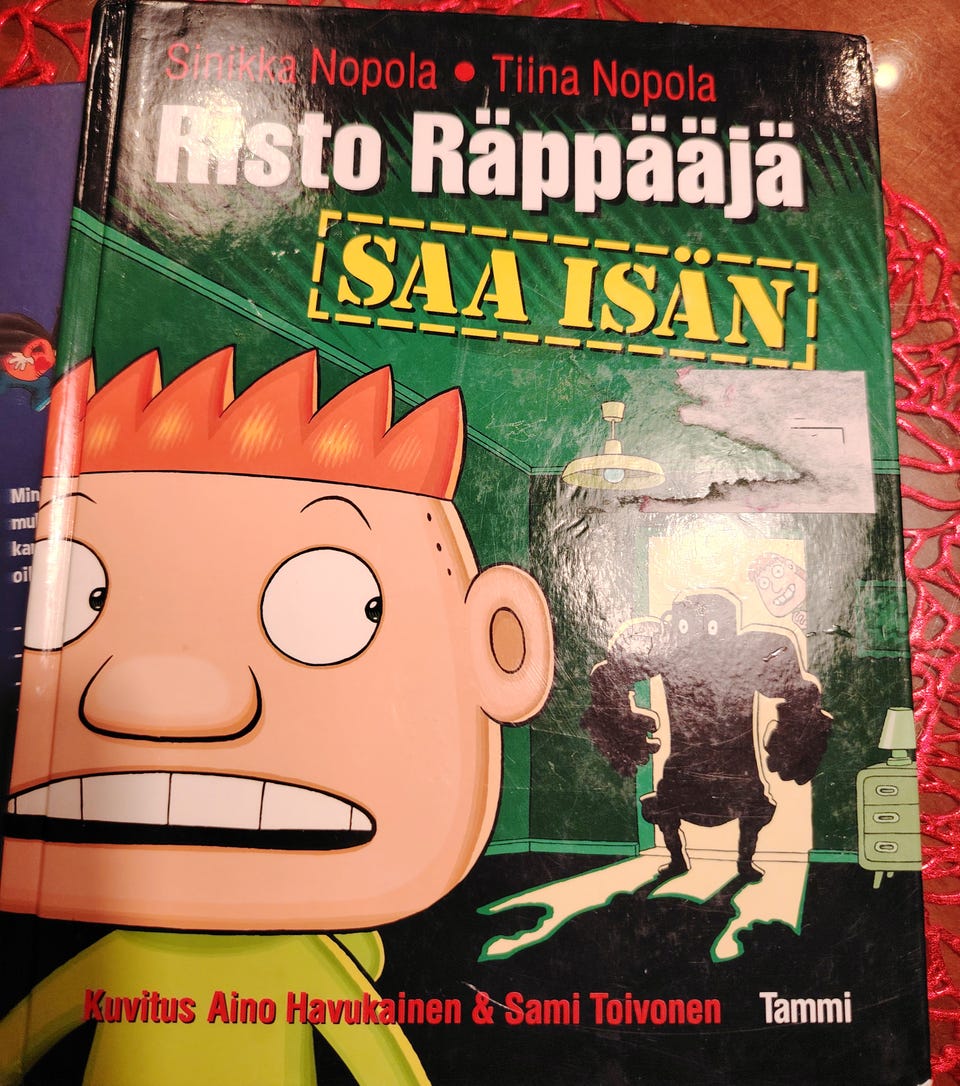 Sinikka Nopola • Tiina Nopola
Risto Räppääjä
SAA ISÄN
Kuvitus Aino Havukainen & Sami Toivonen
Tammi